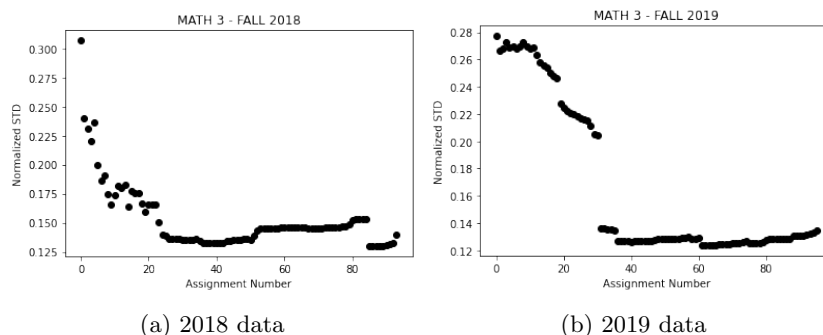 MATH 3 - FALL 2018
0.300
0.275
0.250
0.225
0.200
0.175
0.150
0.125
Normalized STD
0 20 40 60 80
Assignment Number
(a) 2018 data
MATH 3 - FALL 2019
0.28
0.26
0.24
0.22
0.20
0.18
0.16
0.14
0.12
Normalized STD
0 20 40 60 80
Assignment Number
(b) 2019 data